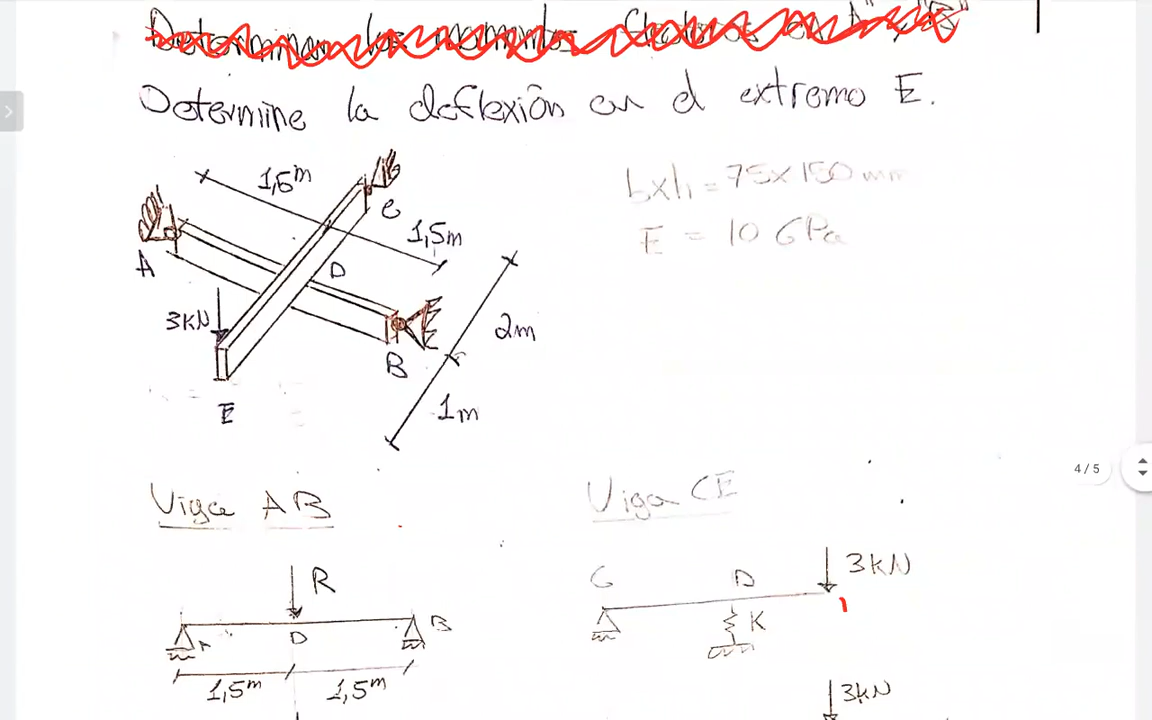 Determine la deflexión en el extremo E.
1,5m
C
bxh = 75x150 mm
E = 10 GPa
1,5m
A
D
3KN
2m
B
E
1m
4 / 5
Viga AB
Viga CE
R
C
D
3KN
K
A
D
B
1,5m
1,5m
3KN